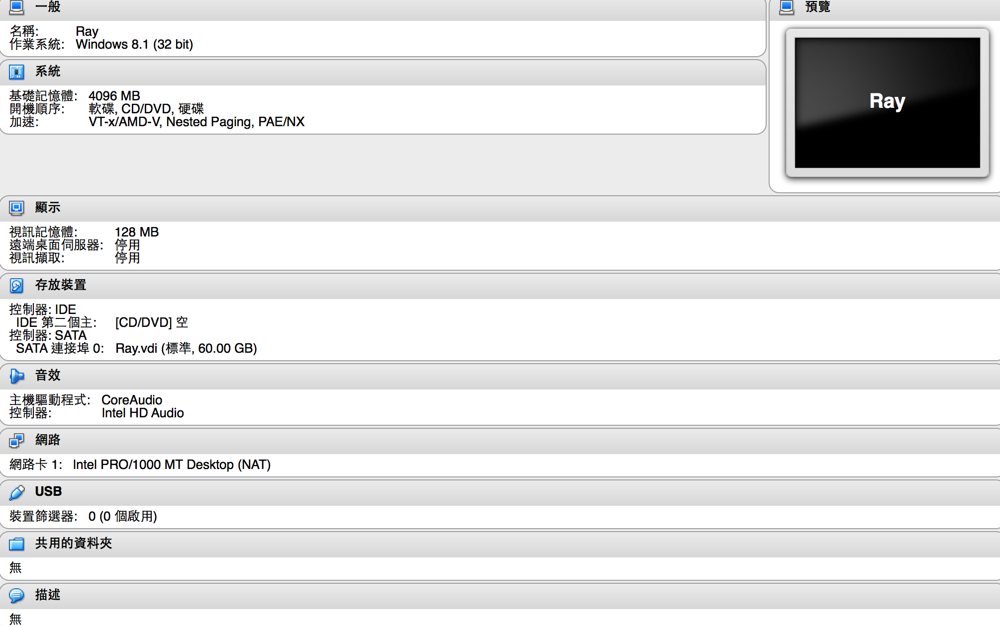 一般
名稱: Ray
作業系統: Windows 8.1 (32 bit)
預覽
Ray
系統
基礎記憶體: 4096 MB
開機順序: 軟碟, CD/DVD, 硬碟
加速: VT-x/AMD-V, Nested Paging, PAE/NX
顯示
視訊記憶體: 128 MB
遠端桌面伺服器: 停用
視訊擷取: 停用
存放裝置
控制器: IDE
IDE 第二個主: [CD/DVD] 空
控制器: SATA
SATA 連接埠 0: Ray.vdi (標準, 60.00 GB)
音效
主機驅動程式: CoreAudio
控制器: Intel HD Audio
網路
網路卡 1: Intel PRO/1000 MT Desktop (NAT)
USB
裝置篩選器: 0 (0 個啟用)
共用的資料夾
無
描述
無